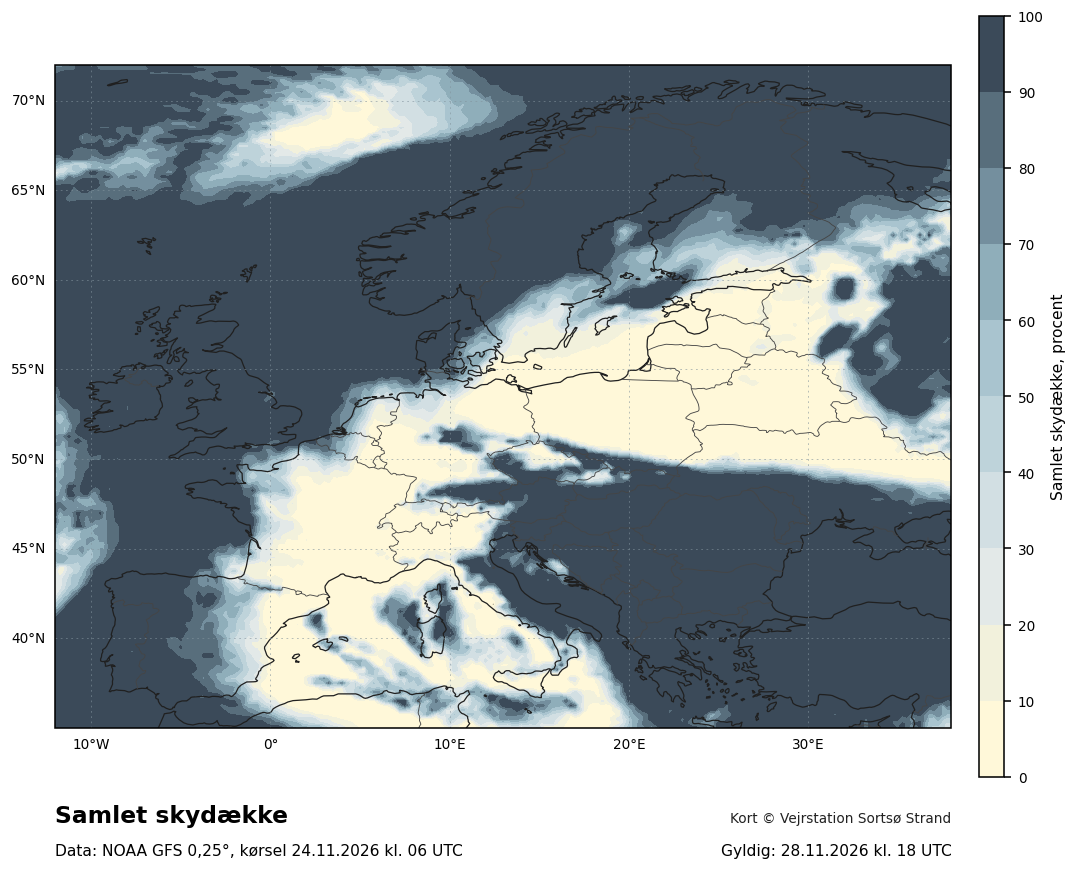 100
90
80
70
60
50
40
30
20
10
0
Samlet skydække, procent
70°N
65°N
60°N
55°N
50°N
45°N
40°N
10°W
0°
10°E
20°E
30°E
Samlet skydække
Kort © Vejrstation Sortsø Strand
Data: NOAA GFS 0,25°, kørsel 24.11.2026 kl. 06 UTC
Gyldig: 28.11.2026 kl. 18 UTC